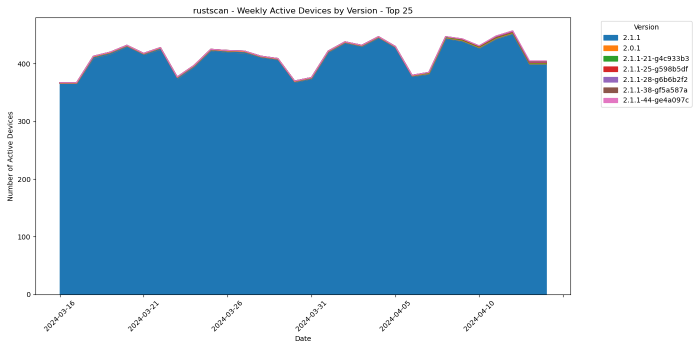 rustscan - Weekly Active Devices by Version - Top 25
Number of Active Devices
400
300
200
100
0
2024-03-16
2024-03-21
2024-03-26
2024-03-31
2024-04-05
2024-04-10
Date
Version
2.1.1
2.0.1
2.1.1-21-g4c933b3
2.1.1-25-g598b5df
2.1.1-28-g6b6b2f2
2.1.1-38-gf5a587a
2.1.1-44-ge4a097c